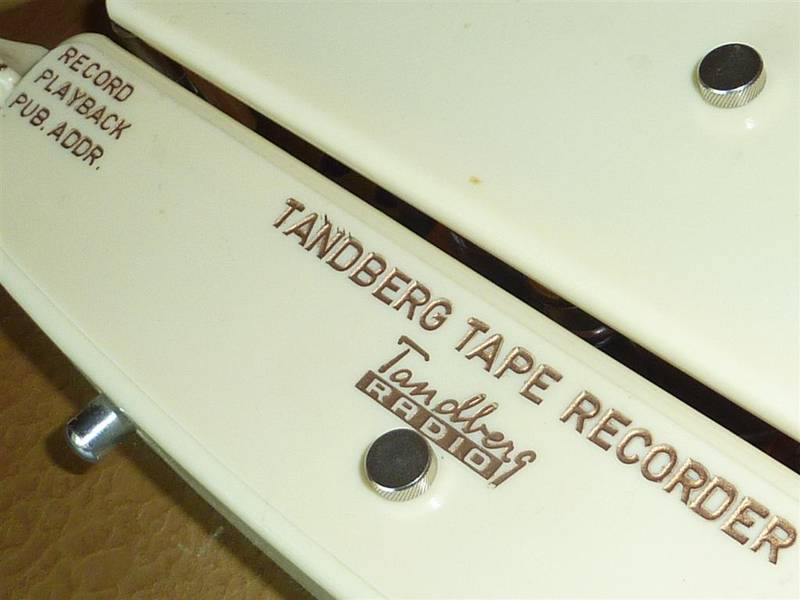 RECORD
PLAYBACK
PUB. ADDR.
TANDBERG TAPE RECORDER
Tandberg
RADIO